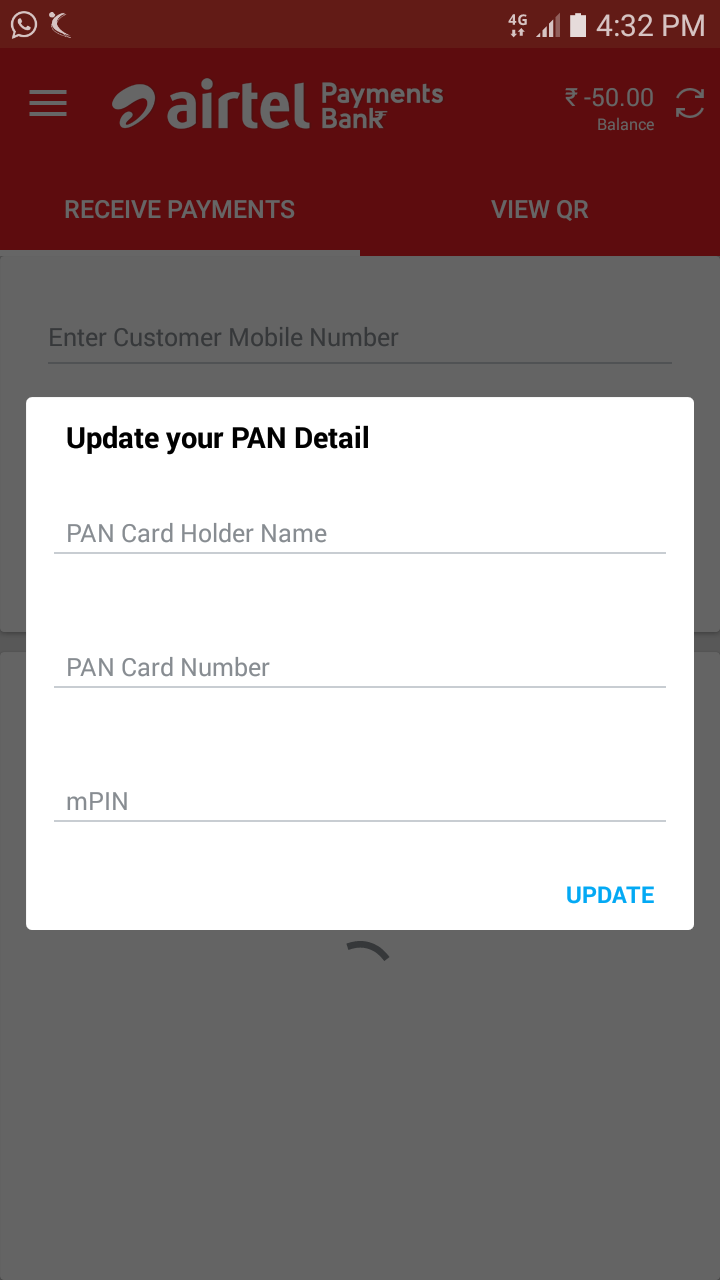 4G 4:32 PM
airtel Payments Bank
₹ -50.00
Balance
RECEIVE PAYMENTS VIEW QR
Enter Customer Mobile Number
Update your PAN Detail
PAN Card Holder Name
PAN Card Number
mPIN
UPDATE